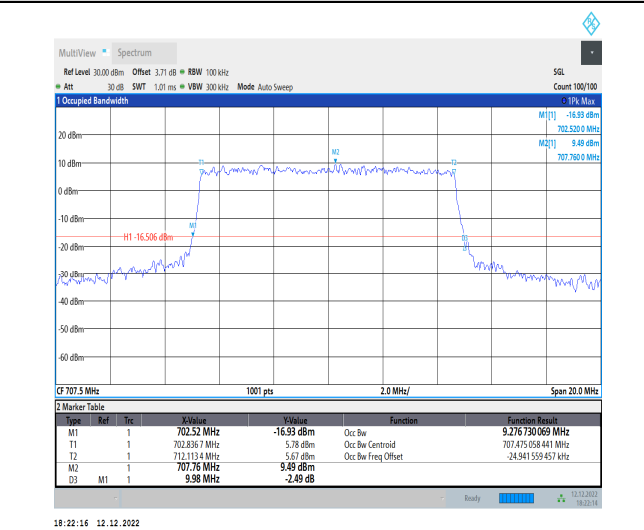 MultiView Spectrum
Ref Level 30.00 dBm Offset 3.71 dB RBW 100 kHz SGL
Att 30 dB SWT 1.01 ms VBW 300 kHz Mode Auto Sweep Count 100/100
1 Occupied Bandwidth 1Pk Max
M1[1] -16.93 dBm
702.520 0 MHz
M2[1] 9.49 dBm
707.760 0 MHz
20 dBm
M2
T1 T2
10 dBm
0 dBm
-10 dBm
M1
H1 -16.506 dBm
D3
-20 dBm
-30 dBm
-40 dBm
-50 dBm
-60 dBm
CF 707.5 MHz 1001 pts 2.0 MHz/ Span 20.0 MHz
2 Marker Table
Type Ref Trc X-Value Y-Value Function Function Result
M1 1 702.52 MHz -16.93 dBm Occ Bw 9.276 730 069 MHz
T1 1 702.836 7 MHz 5.78 dBm Occ Bw Centroid 707.475 058 441 MHz
T2 1 712.113 4 MHz 5.67 dBm Occ Bw Freq Offset -24.941 559 457 kHz
M2 1 707.76 MHz 9.49 dBm
D3 M1 1 9.98 MHz -2.49 dB
Ready 12.12.2022
18:22:14
18:22:16 12.12.2022